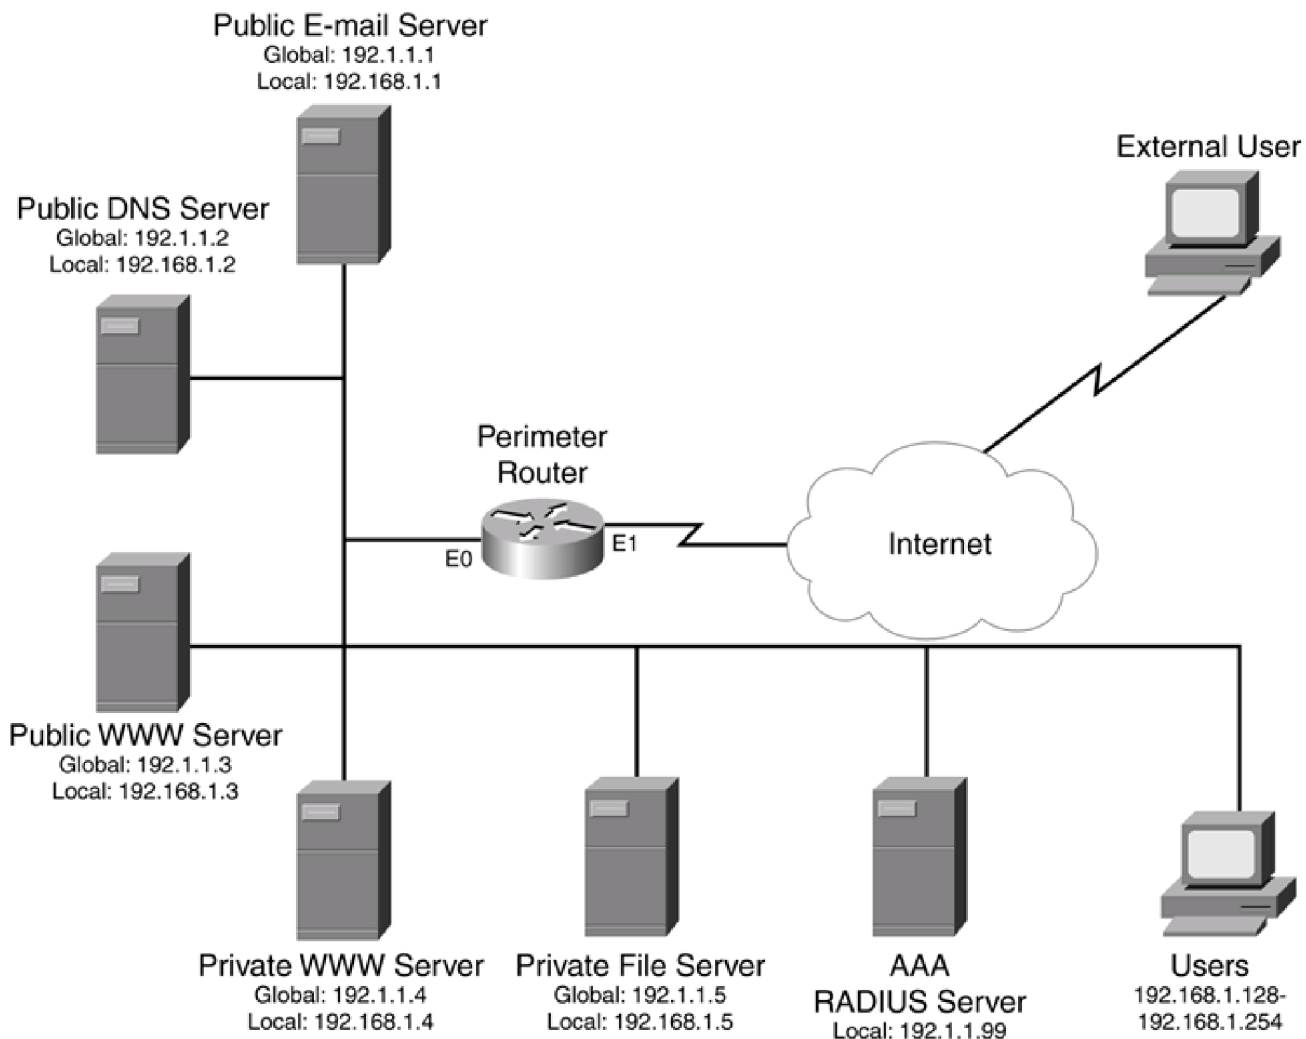 Public E-mail Server
Global: 192.1.1.1
Local: 192.168.1.1
External User
Public DNS Server
Global: 192.1.1.2
Local: 192.168.1.2
Perimeter
Router
E0
E1
Internet
Public WWW Server
Global: 192.1.1.3
Local: 192.168.1.3
Private WWW Server
Global: 192.1.1.4
Local: 192.168.1.4
Private File Server
Global: 192.1.1.5
Local: 192.168.1.5
AAA
RADIUS Server
Local: 192.1.1.99
Users
192.168.1.128-
192.168.1.254